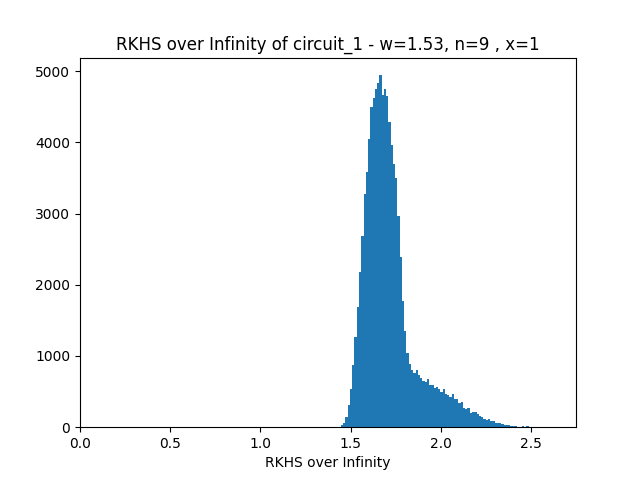 RKHS over Infinity of circuit_1 - w=1.53, n=9 , x=1
5000
4000
3000
2000
1000
0
0.0 0.5 1.0 1.5 2.0 2.5
RKHS over Infinity